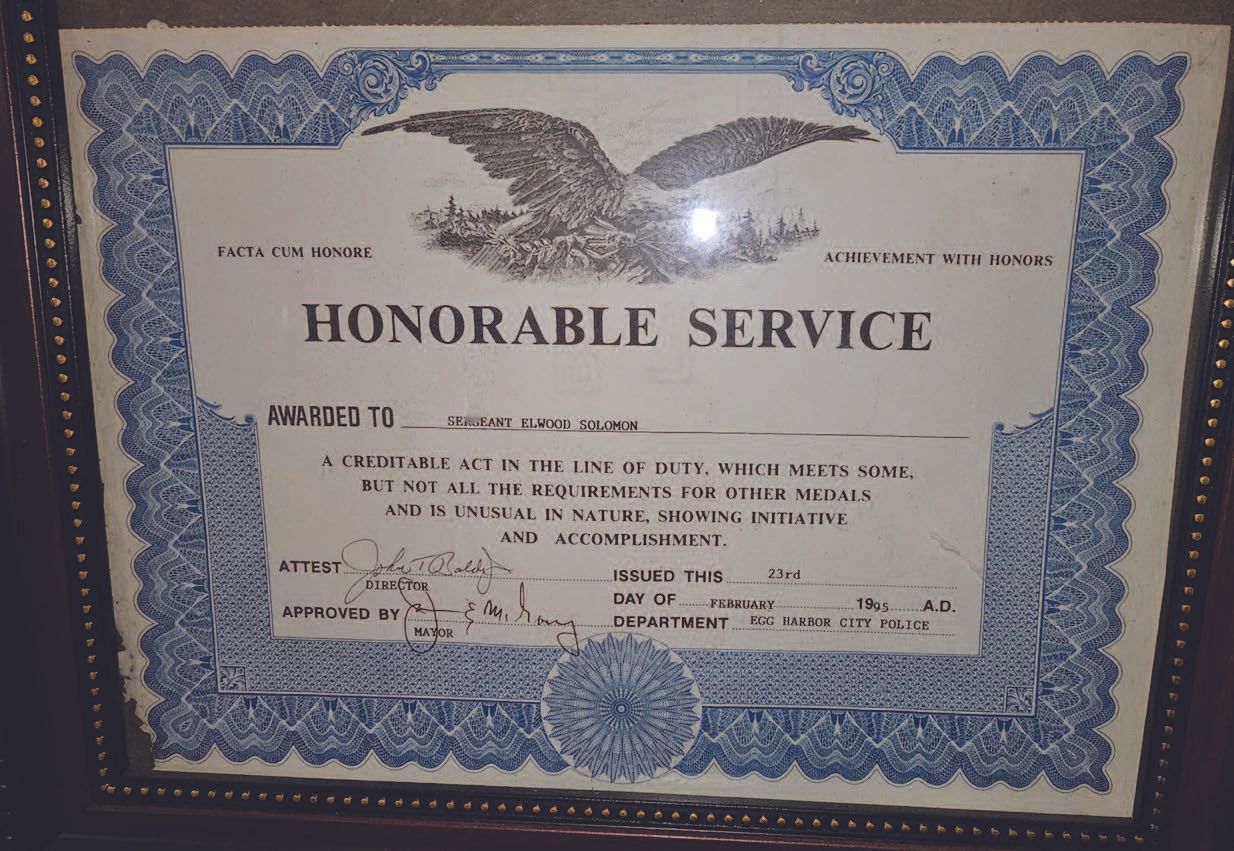 FACTA CUM HONORE
ACHIEVEMENT WITH HONORS
HONORABLE SERVICE
AWARDED TO SERGEANT ELWOOD SOLOMON
A CREDITABLE ACT IN THE LINE OF DUTY, WHICH MEETS SOME,
BUT NOT ALL THE REQUIREMENTS FOR OTHER MEDALS
AND IS UNUSUAL IN NATURE, SHOWING INITIATIVE
AND ACCOMPLISHMENT.
ATTEST John T
DIRECTOR
APPROVED BY
MAYOR
ISSUED THIS 23rd
DAY OF FEBRUARY 1995 A.D.
DEPARTMENT EGG HARBOR CITY POLICE